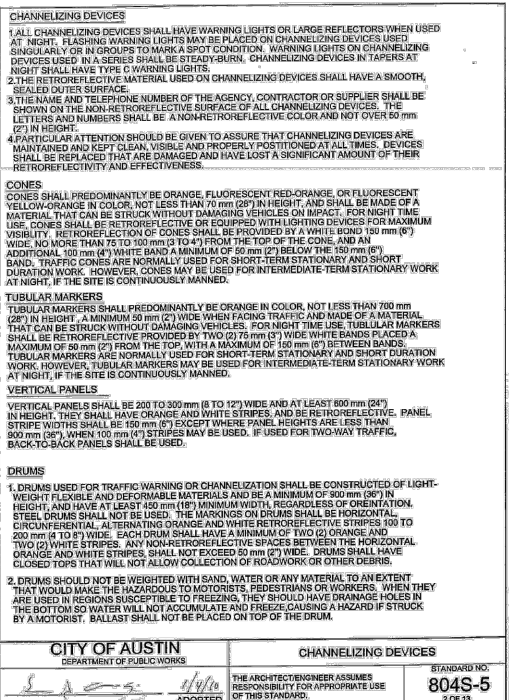 CHANNELIZING DEVICES
1.ALL CHANNELIZING DEVICES SHALL HAVE WARNING LIGHTS OR LARGE REFLECTORS WHEN USED
AT NIGHT. FLASHING WARNING LIGHTS MAY BE PLACED ON CHANNELIZING DEVICES USED
SINGULARLY OR IN GROUPS TO MARK A SPOT CONDITION. WARNING LIGHTS ON CHANNELIZING
DEVICES USED IN A SERIES SHALL BE STEADY-BURN. CHANNELIZING DEVICES IN TAPERS AT
NIGHT SHALL HAVE TYPE C WARNING LIGHTS.
2.THE RETROREFLECTIVE MATERIAL USED ON CHANNELIZING DEVICES SHALL HAVE A SMOOTH,
SEALED OUTER SURFACE.
3.THE NAME AND TELEPHONE NUMBER OF THE AGENCY, CONTRACTOR OR SUPPLIER SHALL BE
SHOWN ON THE NON-RETROREFLECTIVE SURFACE OF ALL CHANNELIZING DEVICES. THE
LETTERS AND NUMBERS SHALL BE A NON-RETROREFLECTIVE COLOR AND NOT OVER 50 mm
(2") IN HEIGHT.
4.PARTICULAR ATTENTION SHOULD BE GIVEN TO ASSURE THAT CHANNELIZING DEVICES ARE
MAINTAINED AND KEPT CLEAN, VISIBLE AND PROPERLY POSTITIONED AT ALL TIMES. DEVICES
SHALL BE REPLACED THAT ARE DAMAGED AND HAVE LOST A SIGNIFICANT AMOUNT OF THEIR
RETROREFLECTIVITY AND EFFECTIVENESS.
CONES
CONES SHALL PREDOMINANTLY BE ORANGE, FLUORESCENT RED-ORANGE, OR FLUORESCENT
YELLOW-ORANGE IN COLOR, NOT LESS THAN 70 mm (28") IN HEIGHT, AND SHALL BE MADE OF A
MATERIAL THAT CAN BE STRUCK WITHOUT DAMAGING VEHICLES ON IMPACT. FOR NIGHT TIME
USE, CONES SHALL BE RETROREFLECTIVE OR EQUIPPED WITH LIGHTING DEVICES FOR MAXIMUM
VISIBLITY. RETROREFLECTION OF CONES SHALL BE PROVIDED BY A WHITE BOND 150 mm (6")
WIDE, NO MORE THAN 75 TO 100 mm (3 TO 4") FROM THE TOP OF THE CONE, AND AN
ADDITIONAL 100 mm (4") WHITE BAND A MINIMUM OF 50 mm (2") BELOW THE 150 mm (6")
BAND. TRAFFIC CONES ARE NORMALLY USED FOR SHORT-TERM STATIONARY AND SHORT
DURATION WORK. HOWEVER, CONES MAY BE USED FOR INTERMEDIATE-TERM STATIONARY WORK
AT NIGHT, IF THE SITE IS CONTINUOUSLY MANNED.
TUBULAR MARKERS
TUBULAR MARKERS SHALL PREDOMINANTLY BE ORANGE IN COLOR, NOT LESS THAN 700 mm
(28") IN HEIGHT , A MINIMUM 50 mm (2") WIDE WHEN FACING TRAFFIC AND MADE OF A MATERIAL
THAT CAN BE STRUCK WITHOUT DAMAGING VEHICLES. FOR NIGHT TIME USE, TUBLULAR MARKERS
SHALL BE RETROREFLECTIVE PROVIDED BY TWO (2) 75 mm (3") WIDE WHITE BANDS PLACED A
MAXIMUM OF 50 mm (2") FROM THE TOP, WITH A MAXIMUM OF 150 mm (6") BETWEEN BANDS.
TUBULAR MARKERS ARE NORMALLY USED FOR SHORT-TERM STATIONARY AND SHORT DURATION
WORK. HOWEVER, TUBULAR MARKERS MAY BE USED FOR INTERMEDIATE-TERM STATIONARY WORK
AT NIGHT, IF THE SITE IS CONTINUOUSLY MANNED.
VERTICAL PANELS
VERTICAL PANELS SHALL BE 200 TO 300 mm (8 TO 12") WIDE AND AT LEAST 600 mm (24")
IN HEIGHT. THEY SHALL HAVE ORANGE AND WHITE STRIPES, AND BE RETROREFLECTIVE. PANEL
STRIPE WIDTHS SHALL BE 150 mm (6") EXCEPT WHERE PANEL HEIGHTS ARE LESS THAN
900 mm (36"), WHEN 100 mm (4") STRIPES MAY BE USED. IF USED FOR TWO-WAY TRAFFIC,
BACK-TO-BACK PANELS SHALL BE USED.
DRUMS
1. DRUMS USED FOR TRAFFIC WARNING OR CHANNELIZATION SHALL BE CONSTRUCTED OF LIGHT-
WEIGHT FLEXIBLE AND DEFORMABLE MATERIALS AND BE A MINIMUM OF 900 mm (36") IN
HEIGHT, AND HAVE AT LEAST 450 mm (18") MINIMUM WIDTH, REGARDLESS OF OREINTATION.
STEEL DRUMS SHALL NOT BE USED. THE MARKINGS ON DRUMS SHALL BE HORIZONTAL,
CIRCUNFERENTIAL, ALTERNATING ORANGE AND WHITE RETROREFLECTIVE STRIPES 100 TO
200 mm (4 TO 8") WIDE. EACH DRUM SHALL HAVE A MINIMUM OF TWO (2) ORANGE AND
TWO (2) WHITE STRIPES. ANY NON-REFLECTIVE SPACES BETWEEN THE HORIZONTAL
ORANGE AND WHITE STRIPES, SHALL NOT EXCEED 50 mm (2") WIDE. DRUMS SHALL HAVE
CLOSED TOPS THAT WILL NOT ALLOW COLLECTION OF ROADWORK OR OTHER DEBRIS.
2. DRUMS SHOULD NOT BE WEIGHTED WITH SAND, WATER OR ANY MATERIAL TO AN EXTENT
THAT WOULD MAKE THE HAZARDOUS TO MOTORISTS, PEDESTRIANS OR WORKERS. WHEN THEY
ARE USED IN REGIONS SUSCEPTIBLE TO FREEZING, THEY SHOULD HAVE DRAINAGE HOLES IN
THE BOTTOM SO WATER WILL NOT ACCUMULATE AND FREEZE,CAUSING A HAZARD IF STRUCK
BY A MOTORIST. BALLAST SHALL NOT BE PLACED ON TOP OF THE DRUM.
CITY OF AUSTIN
DEPARTMENT OF PUBLIC WORKS
CHANNELIZING DEVICES
ADOPTED
THE ARCHITECT/ENGINEER ASSUMES
RESPONSIBILITY FOR APPROPRIATE USE
OF THIS STANDARD.
STANDARD NO.
804S-5
2 OF 13